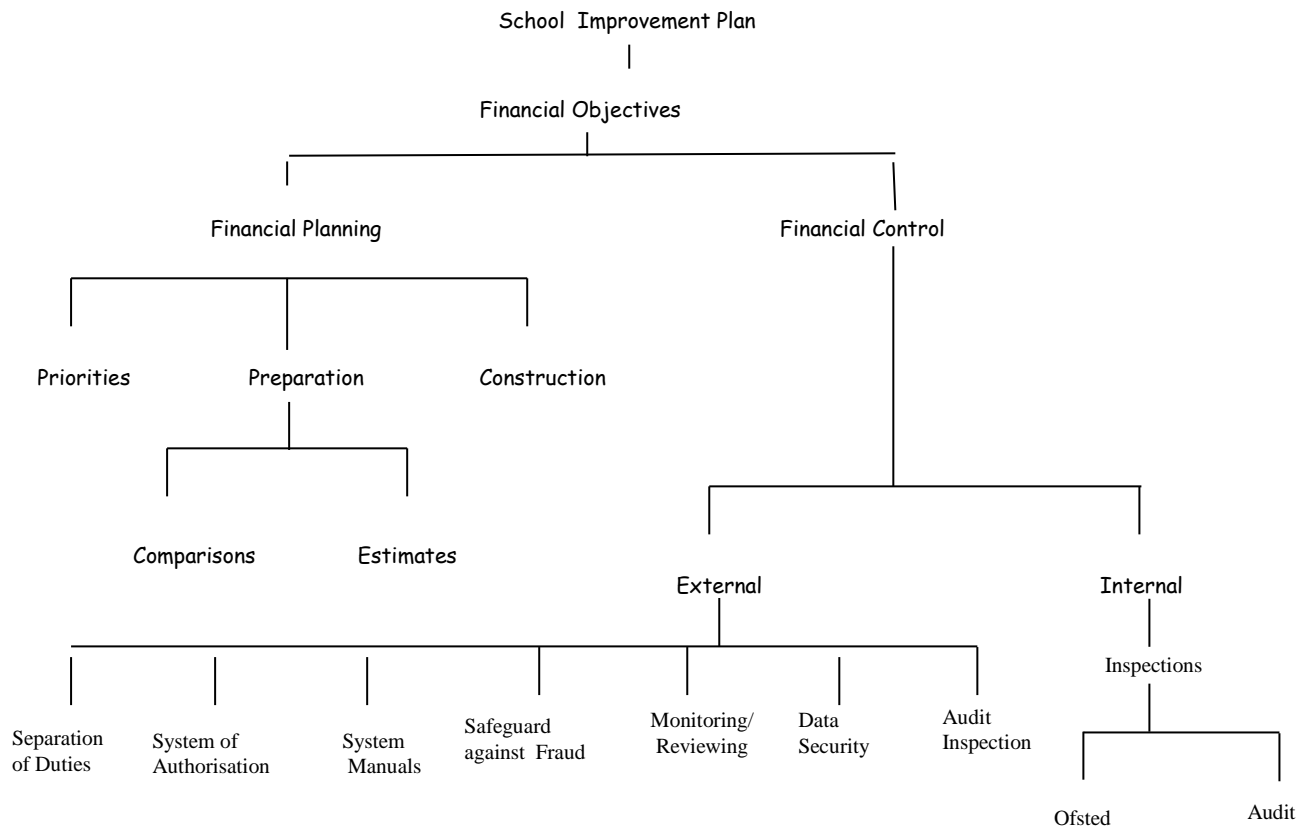 School Improvement Plan
Financial Objectives
Financial Planning
Financial Control
Priorities
Preparation
Construction
Comparisons
Estimates
External
Internal
Inspections
Separation
of Duties
System of
Authorisation
System
Manuals
Safeguard
against Fraud
Monitoring/
Reviewing
Data
Security
Audit
Inspection
Ofsted
Audit